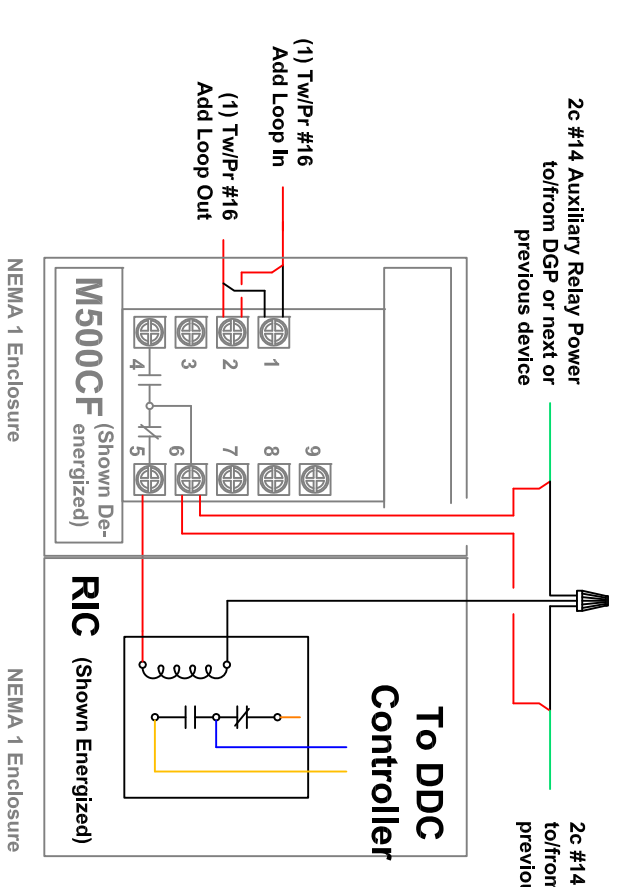 2c #14 Auxiliary Relay Power
to/from DGP or next or
previous device
(1) Tw/Pr #16
Add Loop In
(1) Tw/Pr #16
Add Loop Out
1
2
3
4
5
6
7
8
9
M500CF
(Shown De-
energized)
NEMA 1 Enclosure
2c #14
to/from
To DDC
Controller
RIC
(Shown Energized)
NEMA 1 Enclosure